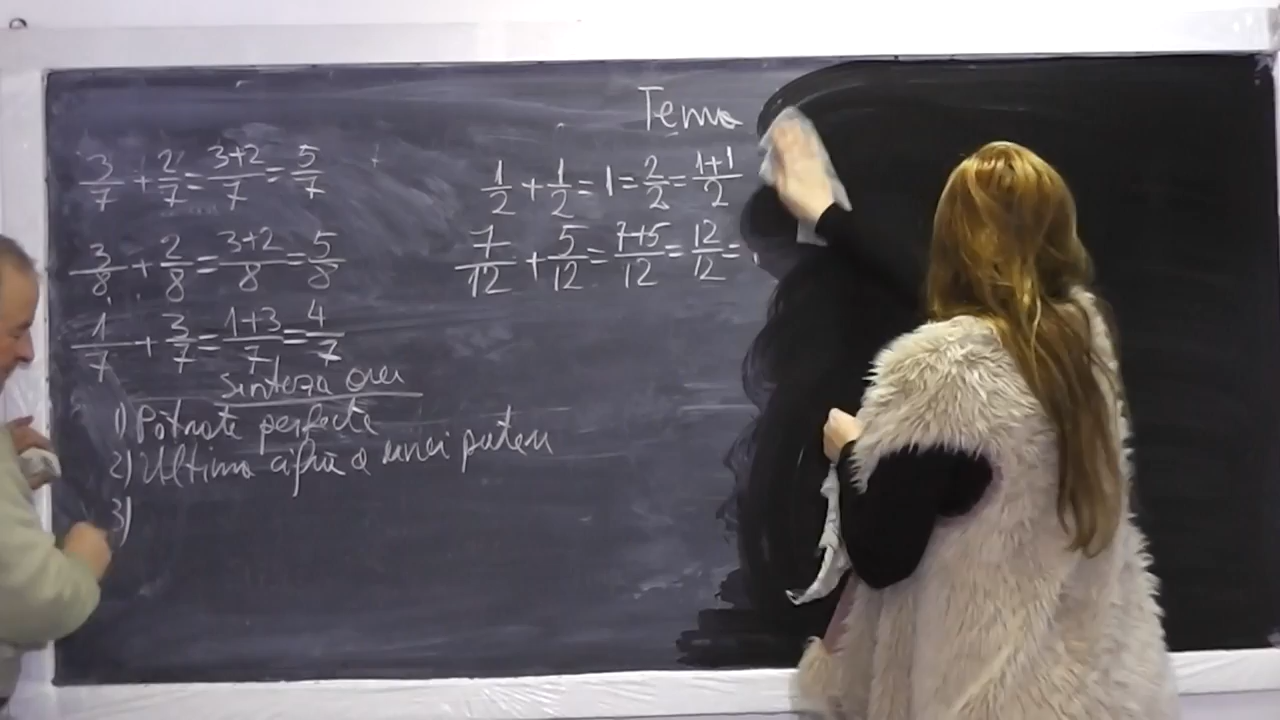 Tema
3/7 + 2/7 = 3+2/7 = 5/7
3/8 + 2/8 = 3+2/8 = 5/8
1/7 + 3/7 = 1+3/7 = 4/7
1/2 + 1/2 = 1 = 2/2 = 1+1/2
7/12 + 5/12 = 7+5/12 = 12/12 =
Sinteza orei
1) Pătrate perfecte
2) Ultima cifră a unei puteri
3)